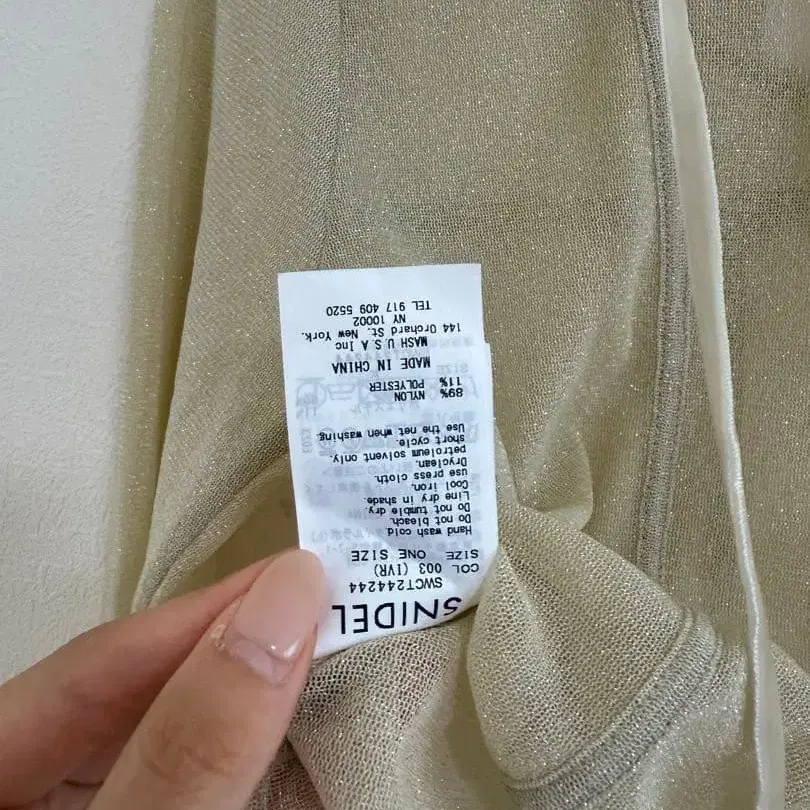 SNIDEL
SWCT244244
COL 003 (IVR)
SIZE ONE SIZE
Hand wash cold.
Do not bleach.
Do not tumble dry.
Line dry in shade.
Cool iron.
use press cloth.
Dryclean.
petroleum solvent only.
short cycle.
Use the net when washing
89% NYLON
11% POLYESTER
MADE IN CHINA
MASH U S A Inc
144 Orchard St. New York.
NY 10002
TEL 917 409 5520